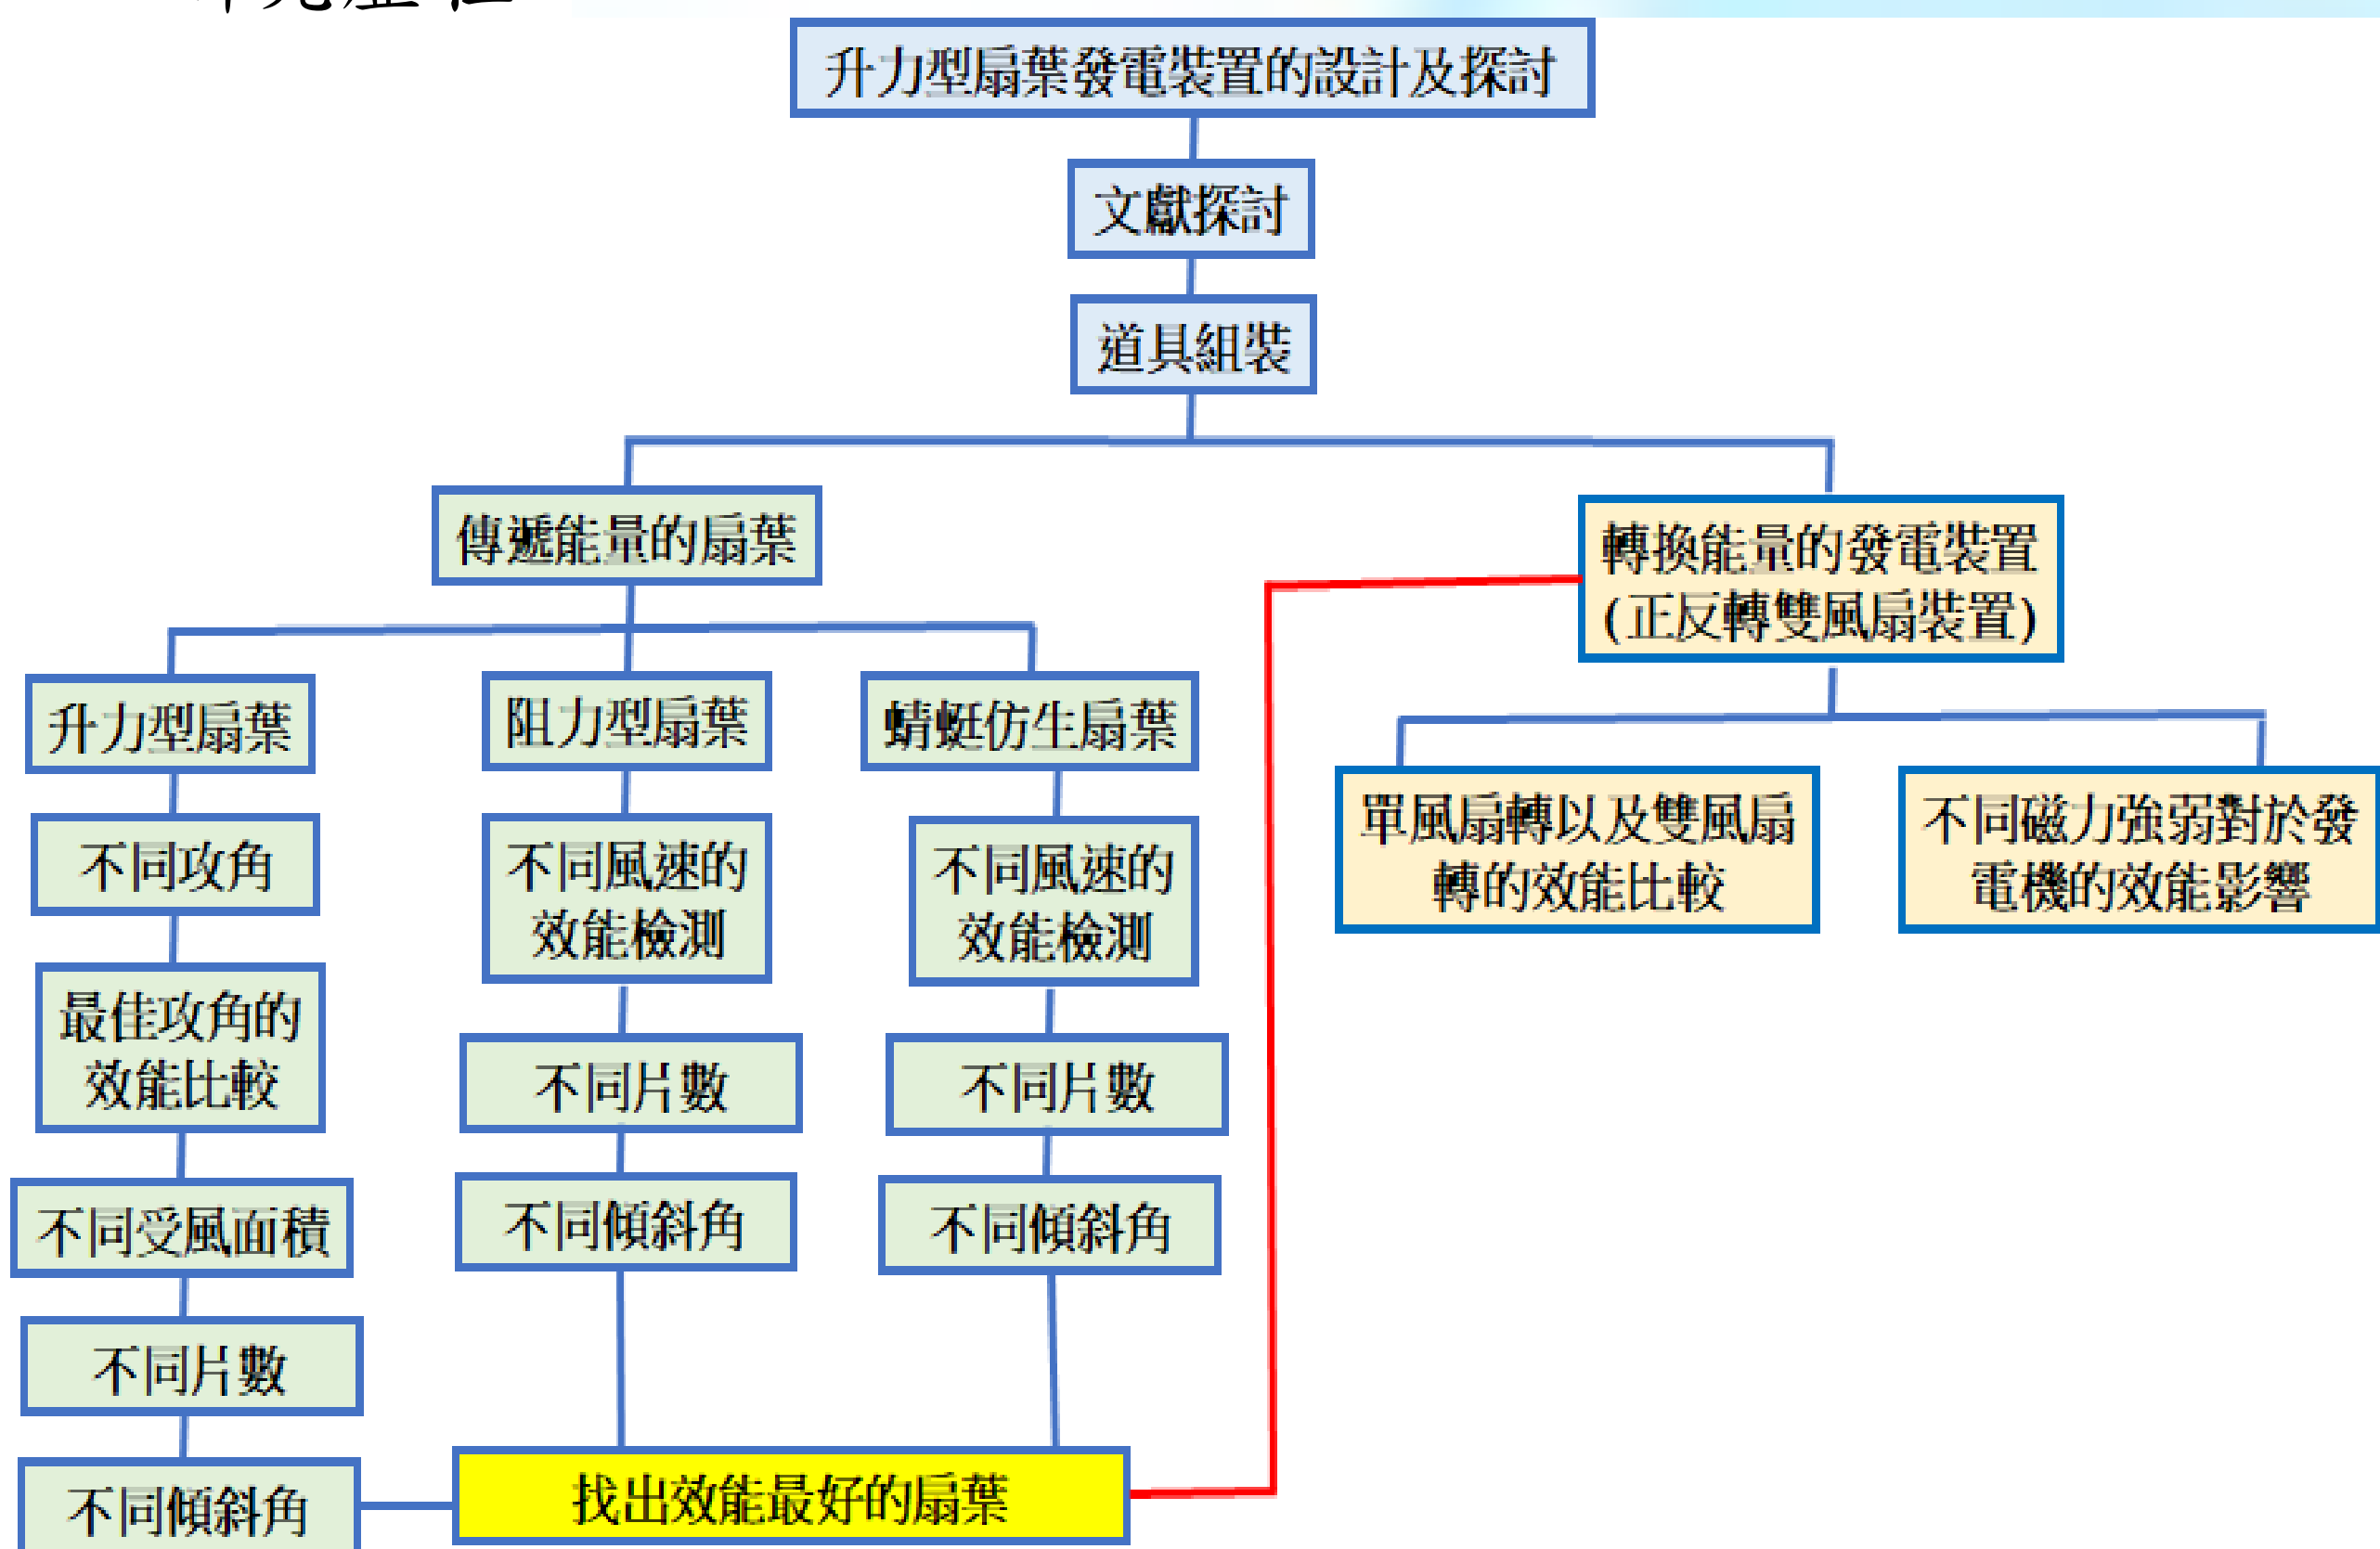 升力型扇葉發電裝置的設計及探討
文獻探討
道具組裝
傳遞能量的扇葉
轉換能量的發電裝置
(正反轉雙風扇裝置)
升力型扇葉
阻力型扇葉
蜻蜓仿生扇葉
不同攻角
最佳攻角的
效能比較
不同受風面積
不同片數
不同傾斜角
不同風速的
效能檢測
不同片數
不同傾斜角
不同風速的
效能檢測
不同片數
不同傾斜角
找出效能最好的扇葉
單風扇轉以及雙風扇
轉的效能比較
不同磁力強弱對於發
電機的效能影響